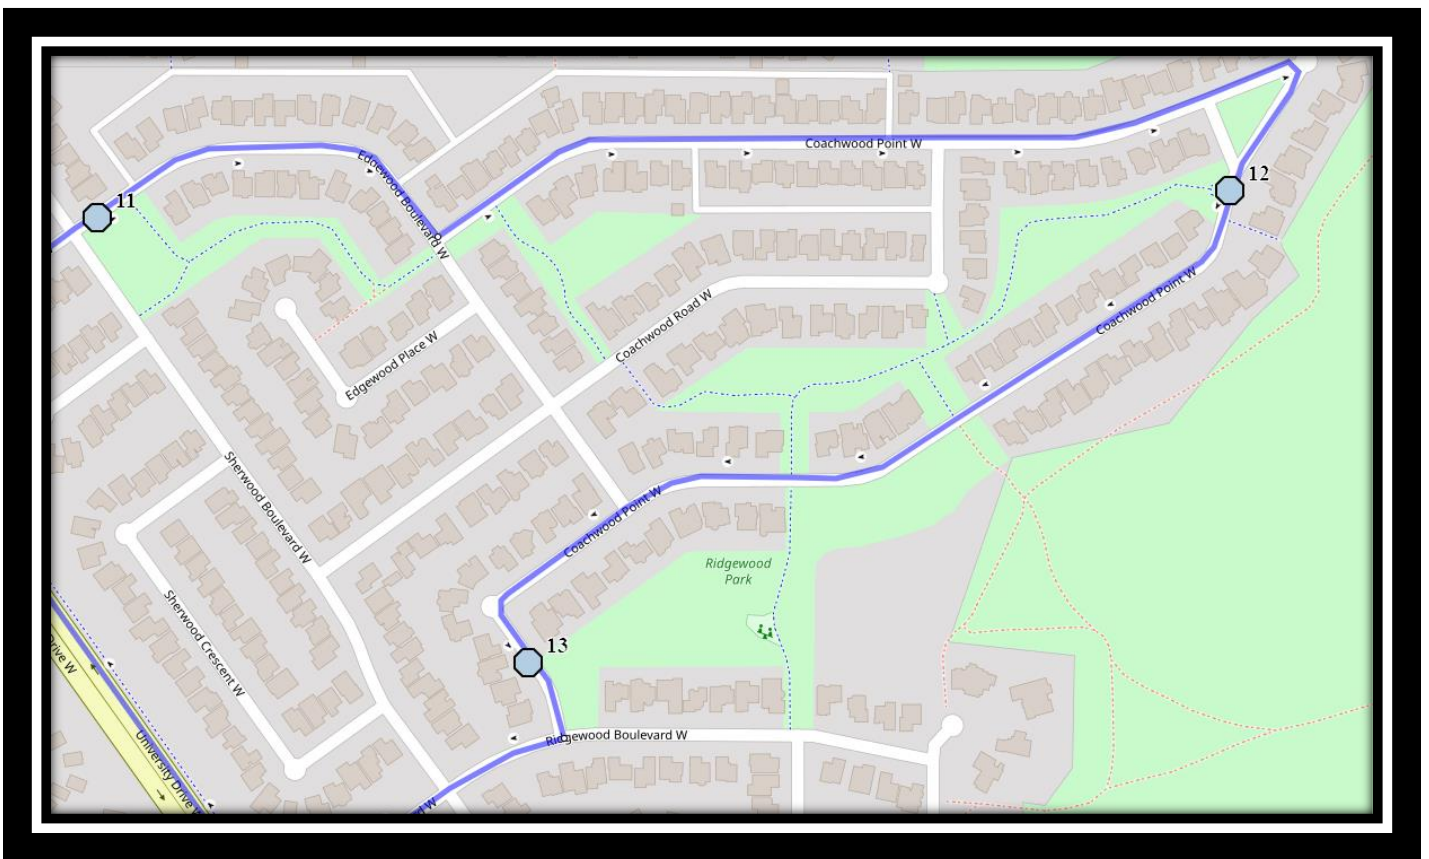 Coachwood Point W
Edgewood Boulevard W
12
11
Coachwood Point W
Coachwood Road W
Edgewood Place W
Sherwood Boulevard W
Coachwood Point W
Ridgewood
Park
Sherwood Crescent W
13
Drive W
Ridgewood Boulevard W
University Drive W
d W